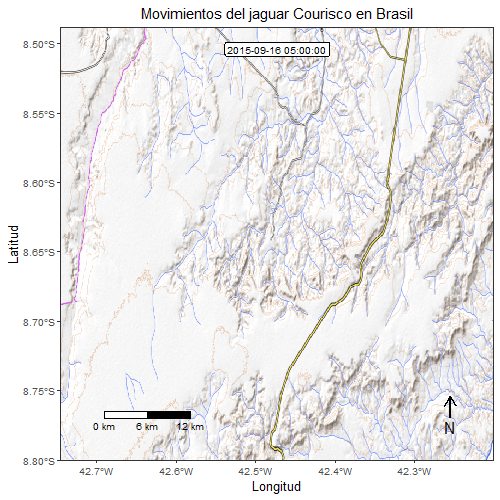 Movimientos del jaguar Courisco en Brasil
2015-09-16 05:00:00
8.50°S
8.55°S
8.60°S
8.65°S
8.70°S
8.75°S
8.80°S
Latitud
0 km 6 km 12 km
N
42.7°W 42.6°W 42.5°W 42.4°W 42.3°W
Longitud